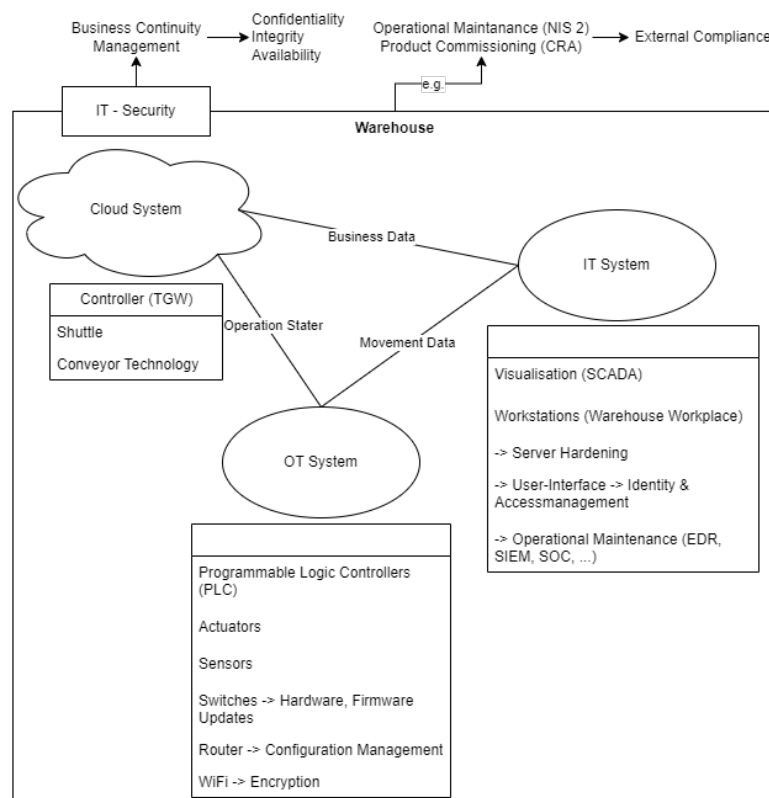 Business Continuity
Management
Confidentiality
Integrity
Availability
Operational Maintanance (NIS 2)
Product Commissioning (CRA)
External Compliance
e.g.
IT - Security
Warehouse
Cloud System
Business Data
IT System
Controller (TGW)
Shuttle
Conveyor Technology
Operation Stater
Movement Data
OT System
Visualisation (SCADA)
Workstations (Warehouse Workplace)
-> Server Hardening
-> User-Interface -> Identity &
Accessmanagement
-> Operational Maintenance (EDR,
SIEM, SOC, ...)
Programmable Logic Controllers
(PLC)
Actuators
Sensors
Switches -> Hardware, Firmware
Updates
Router -> Configuration Management
WiFi -> Encryption